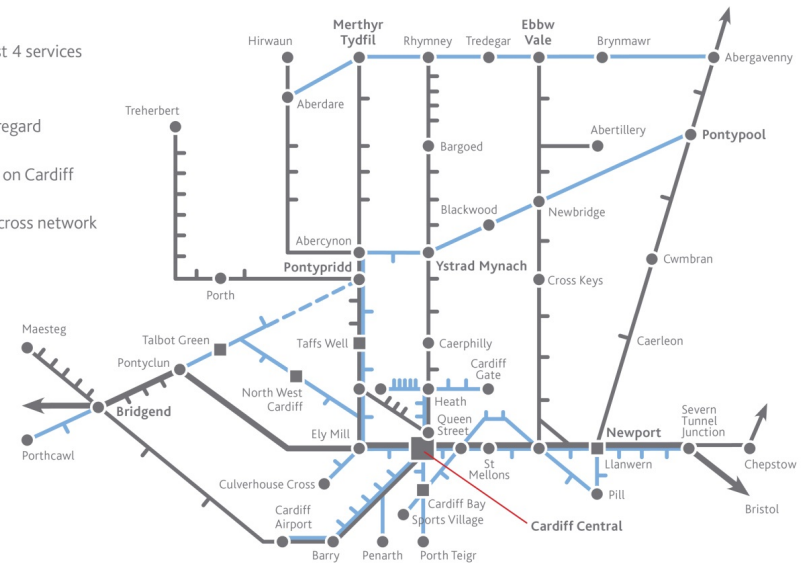 st 4 services
regard
on Cardiff
cross network
Hirwaun
Merthyr
Tydfil
Rhymney
Tredegar
Ebbw
Vale
Brynmawr
Abergavenny
Aberdare
Treherbert
Bargoed
Abertillery
Pontypool
Blackwood
Newbridge
Abercynon
Pontypridd
Ystrad Mynach
Cwmbran
Porth
Cross Keys
Maesteg
Talbot Green
Taffs Well
Caerphilly
Caerleon
Pontyclun
Cardiff
Gate
North West
Cardiff
Heath
Bridgend
Queen
Street
Severn
Tunnel
Junction
Ely Mill
Newport
Porthcawl
St
Mellons
Llanwern
Chepstow
Culverhouse Cross
Pill
Cardiff Bay
Bristol
Cardiff
Airport
Sports Village
Cardiff Central
Barry
Penarth
Porth Teigr